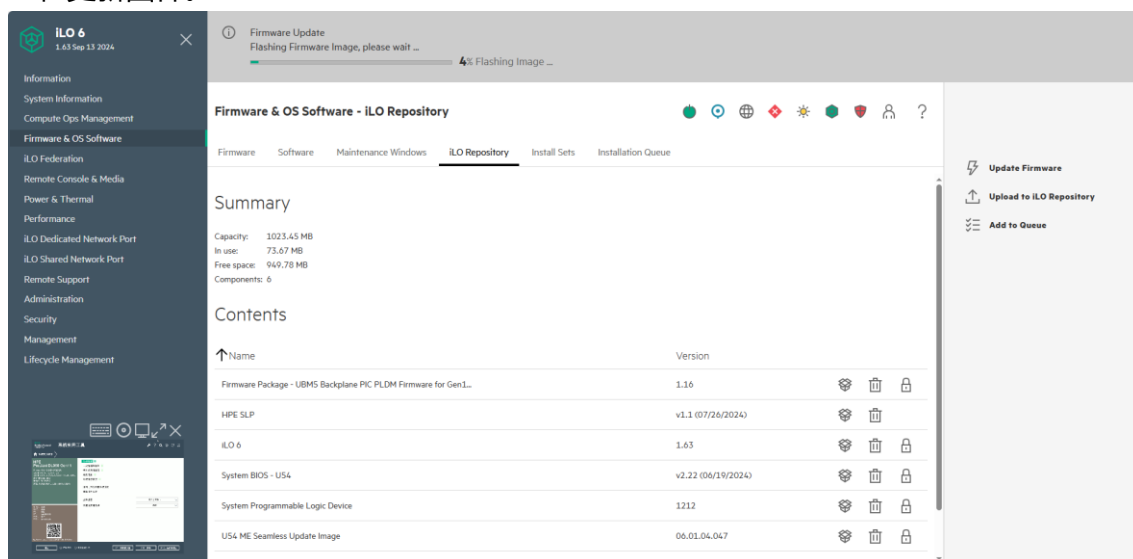 iLO 6
1.63 Sep 13 2024
Information
System Information
Compute Ops Management
Firmware & OS Software
iLO Federation
Remote Console & Media
Power & Thermal
Performance
iLO Dedicated Network Port
iLO Shared Network Port
Remote Support
Administration
Security
Management
Lifecycle Management
Firmware Update
Flashing Firmware Image, please wait ...
4% Flashing Image ...
Firmware & OS Software - iLO Repository
?
Firmware Software Maintenance Windows iLO Repository Install Sets Installation Queue
Summary
Capacity: 1023.45 MB
In use: 73.67 MB
Free space: 949.78 MB
Components: 6
Contents
Name Version
Firmware Package - UBM5 Backplane PIC PLDM Firmware for Gen1... 1.16
HPE SLP v1.1 (07/26/2024)
iLO 6 1.63
System BIOS - U54 v2.22 (06/19/2024)
System Programmable Logic Device 1212
U54 ME Seamless Update Image 06.01.04.047
Update Firmware
Upload to iLO Repository
Add to Queue